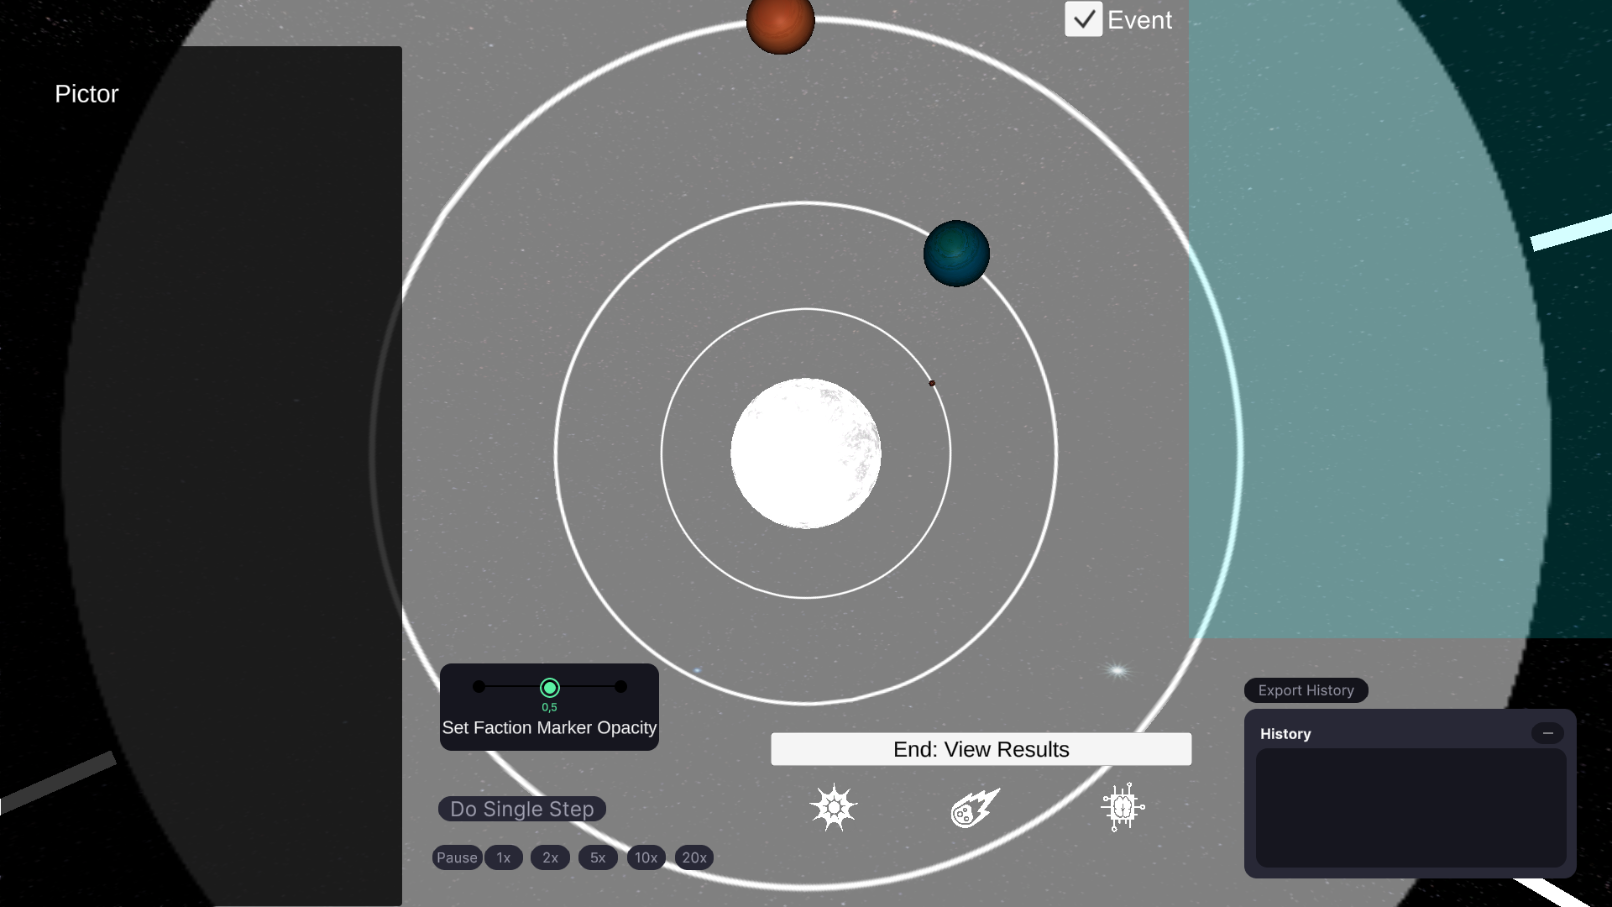 Event
Pictor
0,5
Set Faction Marker Opacity
Export History
History
End: View Results
Do Single Step
Pause 1x 2x 5x 10x 20x